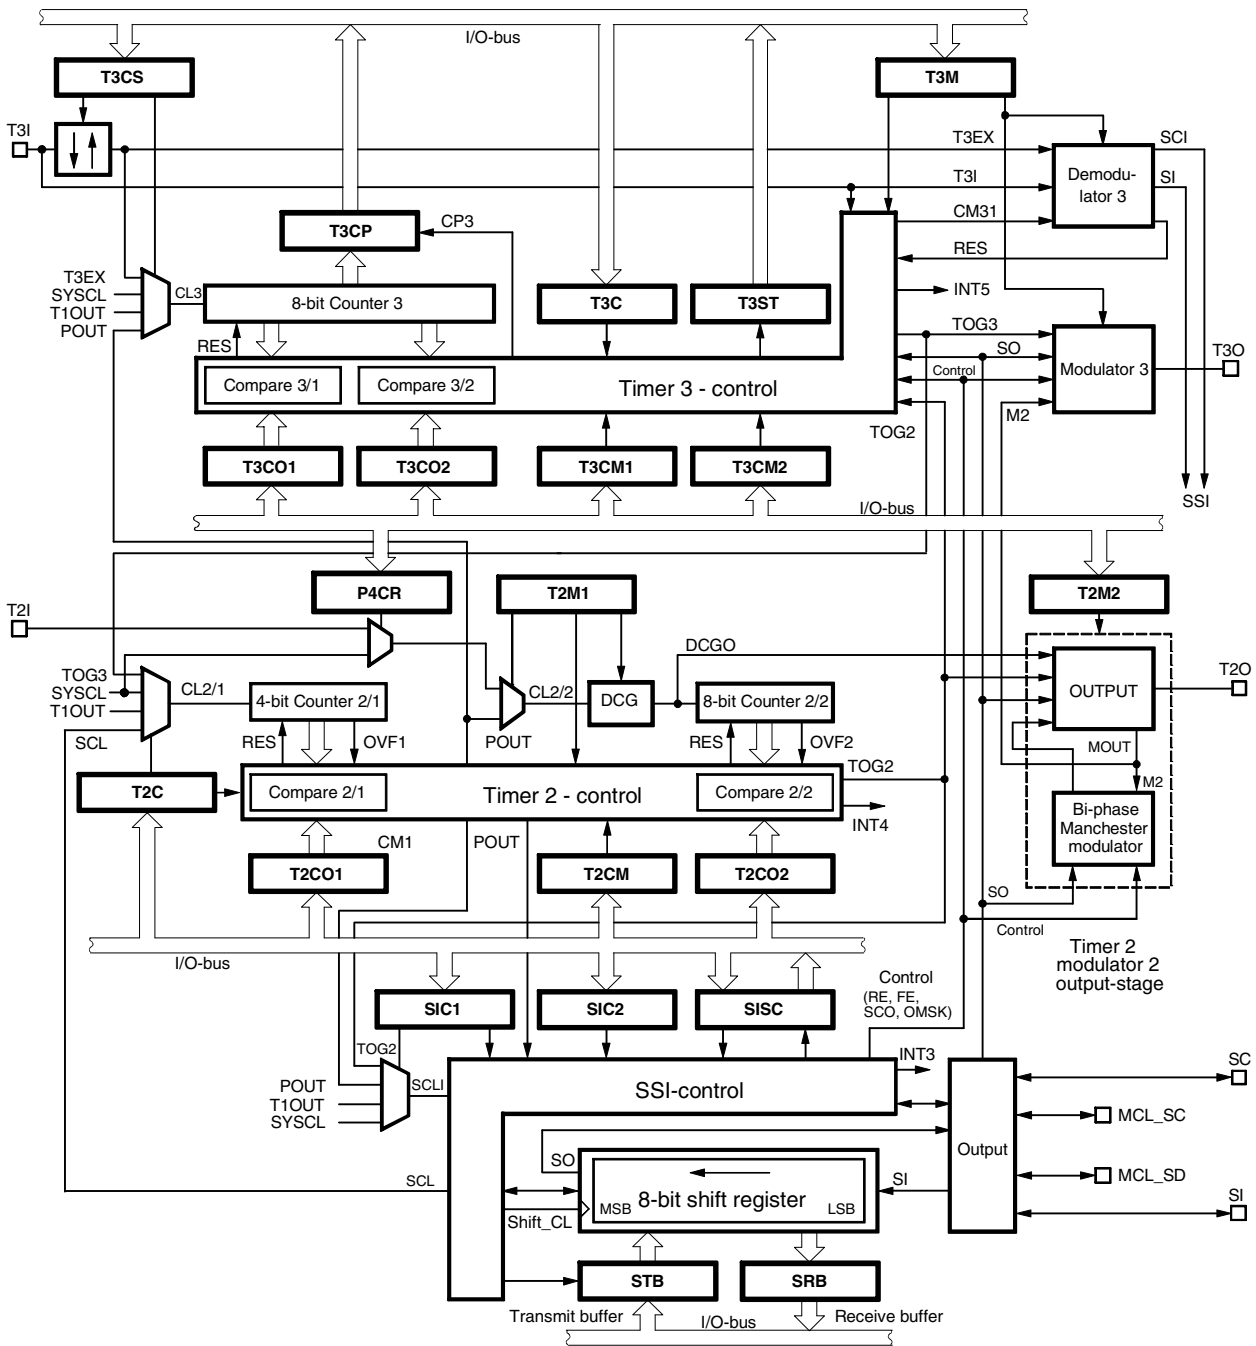 I/O-bus
T3CS
T3M
T3I
T3EX
SCI
Demodu-
lator 3
T3I
SI
CM31
T3CP
CP3
RES
T3EX
SYSCL
T1OUT
POUT
CL3
8-bit Counter 3
T3C
T3ST
INT5
RES
TOG3
SO
Control
M2
Modulator 3
T3O
Compare 3/1
Compare 3/2
Timer 3 - control
TOG2
T3CO1
T3CO2
T3CM1
T3CM2
SSI
I/O-bus
P4CR
T2M1
T2M2
T2I
DCGO
TOG3
SYSCL
T1OUT
SCL
CL2/1
4-bit Counter 2/1
CL2/2
DCG
8-bit Counter 2/2
OUTPUT
T2O
RES
OVF1
POUT
RES
OVF2
MOUT
T2C
Compare 2/1
Timer 2 - control
Compare 2/2
TOG2
M2
INT4
Bi-phase
Manchester
modulator
CM1
POUT
T2CO1
T2CM
T2CO2
SO
Control
I/O-bus
Timer 2
modulator 2
output-stage
Control
(RE, FE,
SCO, OMSK)
SIC1
SIC2
SISC
TOG2
POUT
T1OUT
SYSCL
SCLI
SSI-control
INT3
SC
MCL_SC
Output
SO
SI
SCL
MSB
8-bit shift register
LSB
MCL_SD
SI
Shift_CL
STB
SRB
Transmit buffer
I/O-bus
Receive buffer